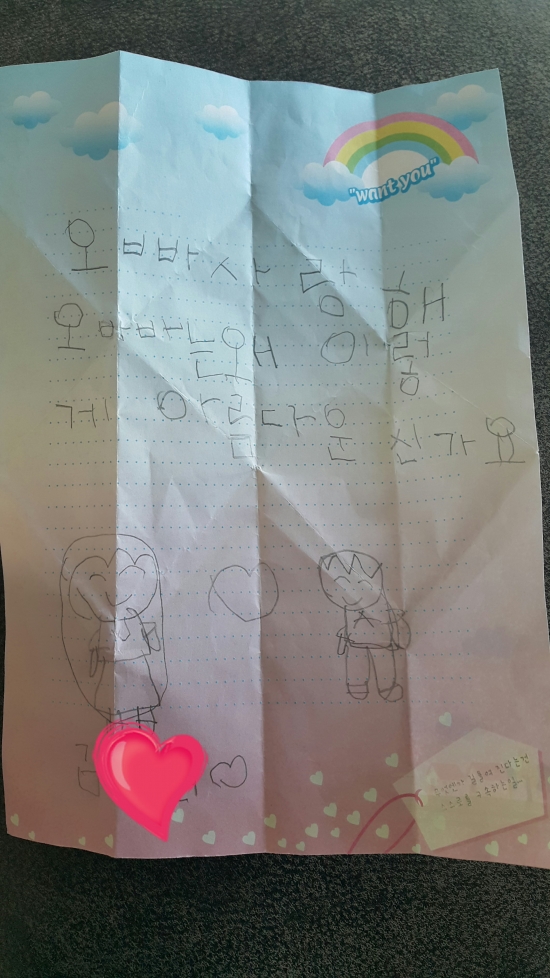 "want you"
오빠사랑해
오빠는왜 이렇
게 아름다운 신가요